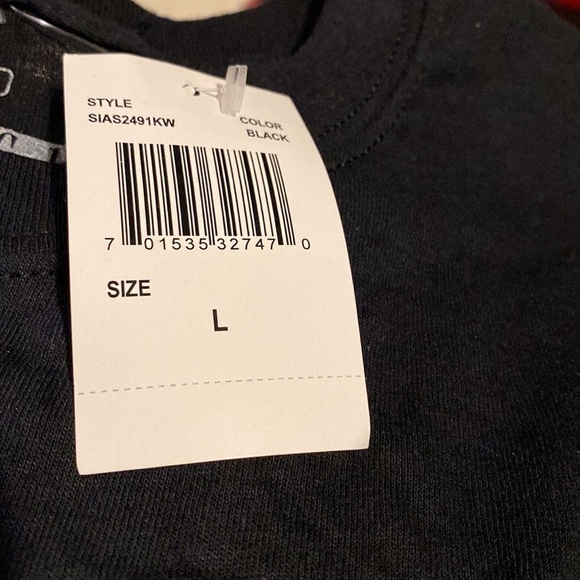 STYLE
SIAS2491KW
COLOR
BLACK
7 01535 32747 0
SIZE
L